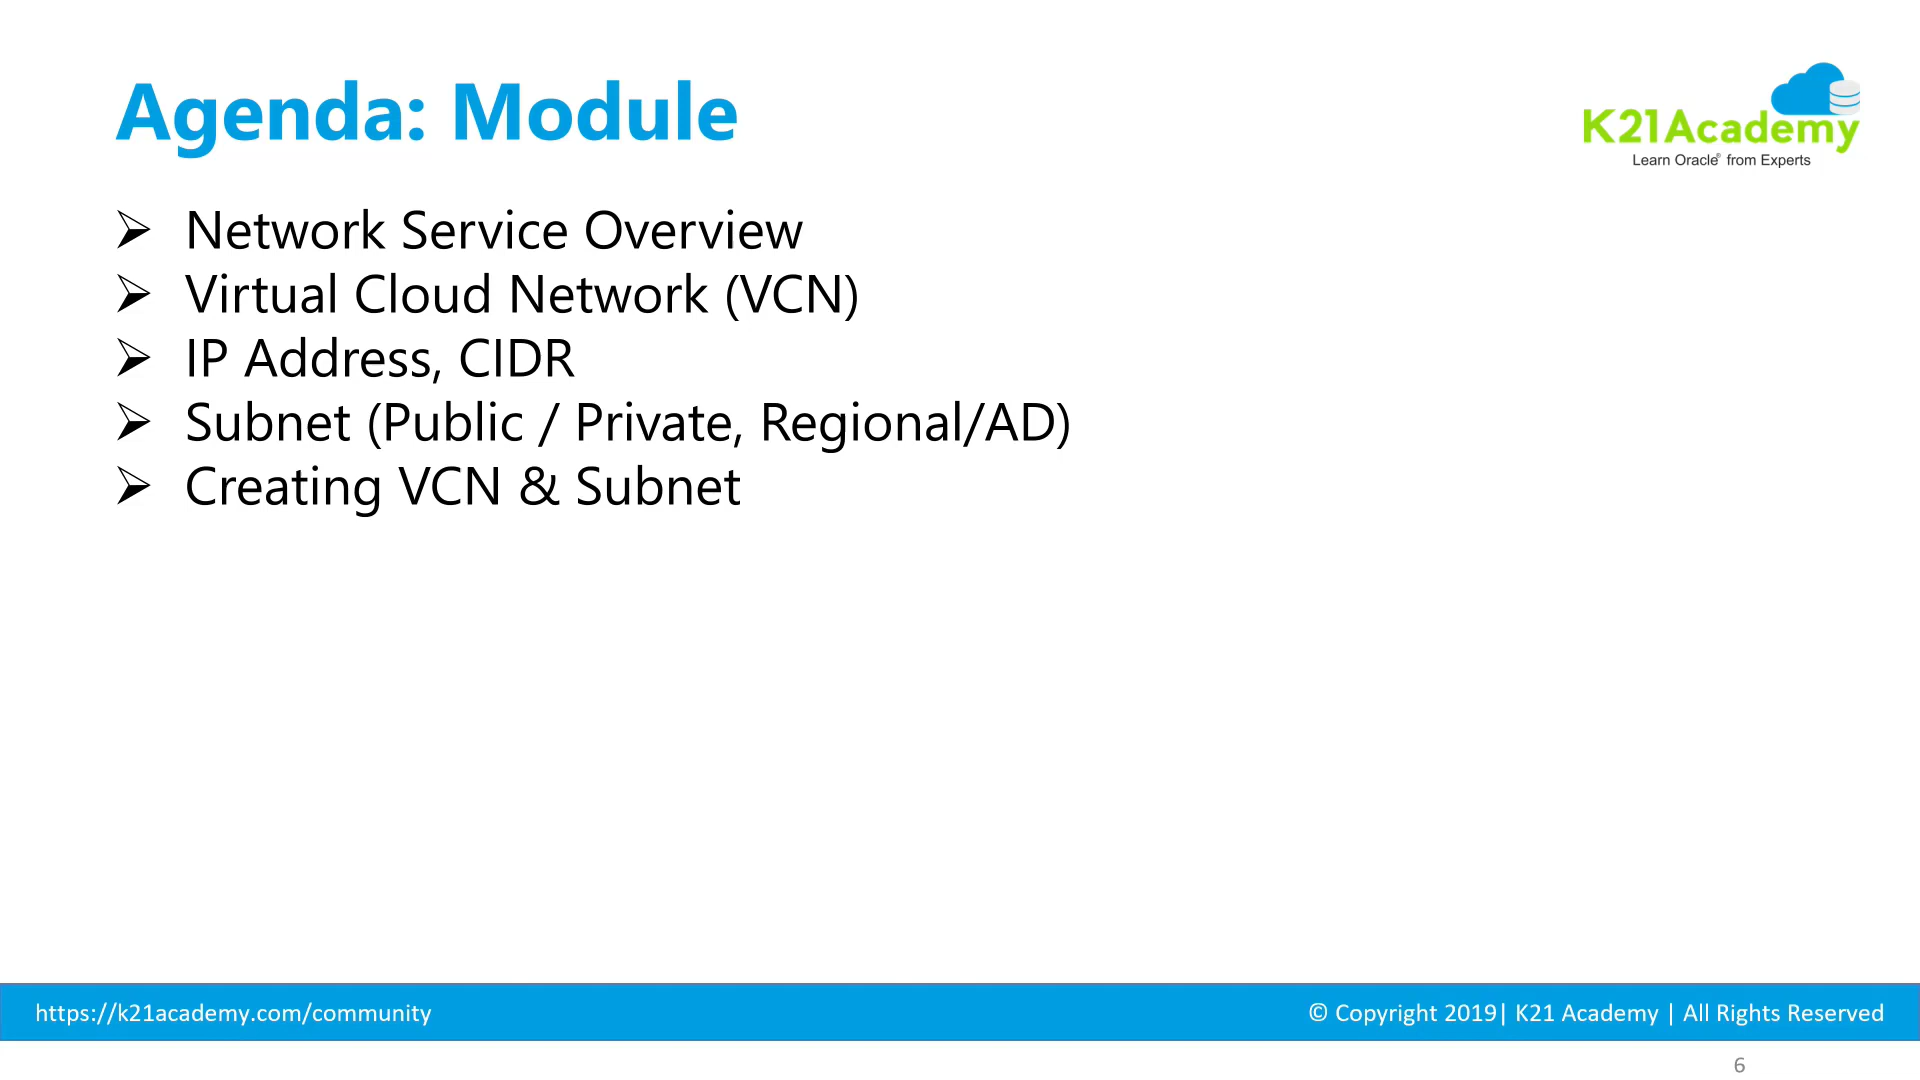 Agenda: Module
K21Academy
Learn Oracle® from Experts
➢ Network Service Overview
➢ Virtual Cloud Network (VCN)
➢ IP Address, CIDR
➢ Subnet (Public / Private, Regional/AD)
➢ Creating VCN & Subnet
https://k21academy.com/community
© Copyright 2019| K21 Academy | All Rights Reserved
6